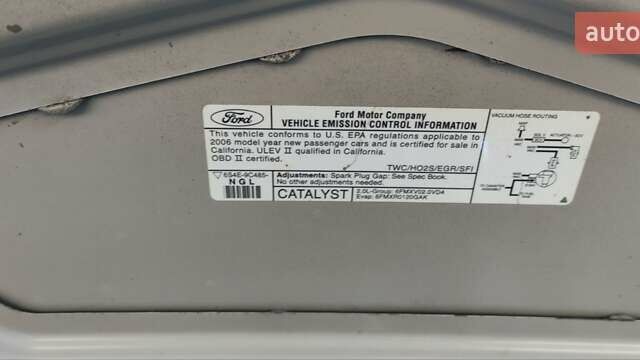 auto
Ford
Ford Motor Company
VEHICLE EMISSION CONTROL INFORMATION
This vehicle conforms to U.S. EPA regulations applicable to
2006 model year new passenger cars and is certified for sale in
California. ULEV II qualified in California.
OBD II certified.
TWC/HO2S/EGR/SFI
6S4E-9C485-
NGL
Adjustments: Spark Plug Gap: See Spec Book.
No other adjustments needed.
CATALYST
2.0L-Group: 6FMXV02.0VD4
Evap: 6FMXR0120GAK
VACUUM HOSE ROUTING